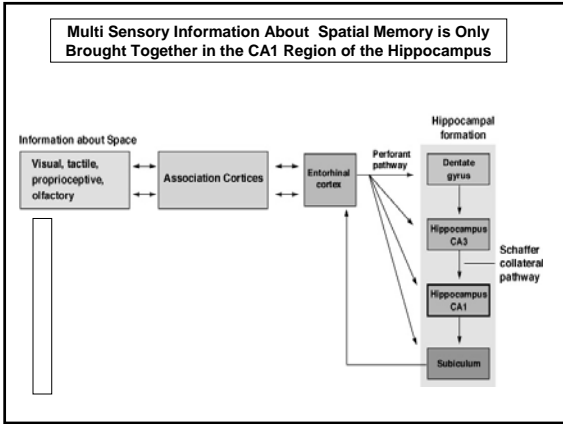 Multi Sensory Information About Spatial Memory is Only
Brought Together in the CA1 Region of the Hippocampus
Hippocampal
formation
Information about Space
Visual, tactile,
proprioceptive,
olfactory
Association Cortices
Entorhinal
cortex
Perforant
pathway
Dentate
gyrus
Hippocampus
CA3
Schaffer
collateral
pathway
Hippocampus
CA1
Subiculum